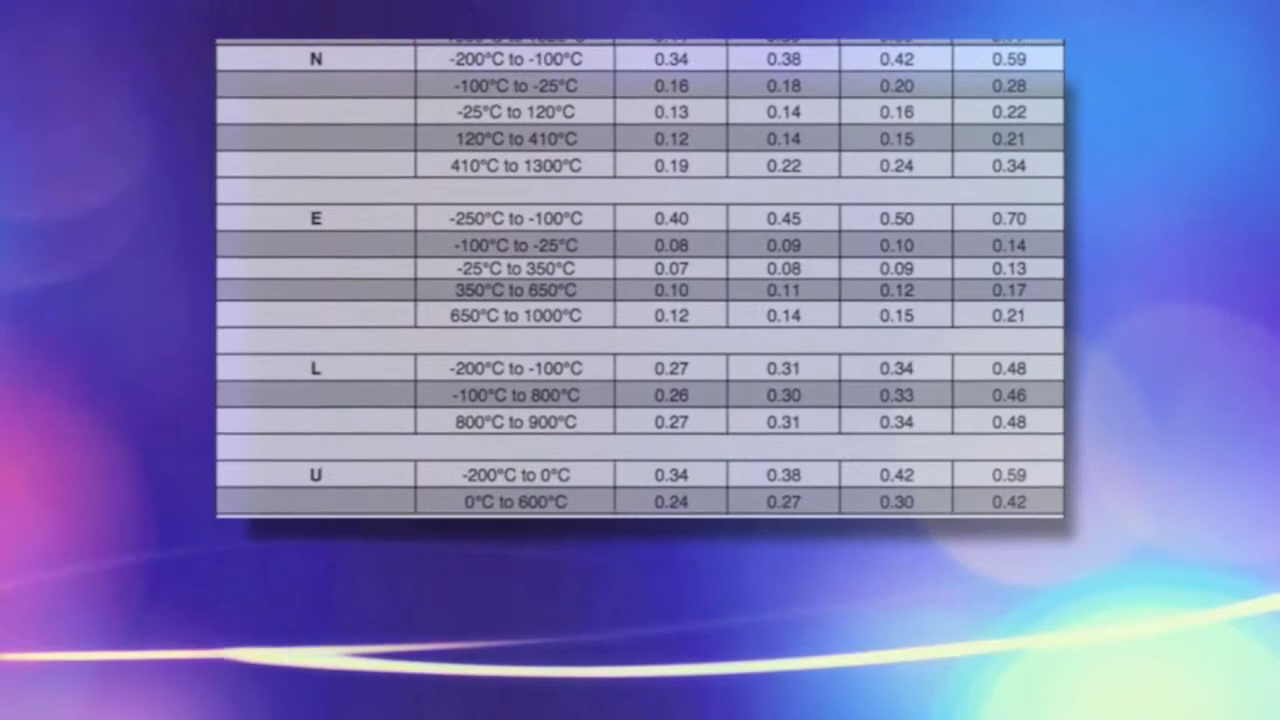 N -200°C to -100°C 0.34 0.38 0.42 0.59
-100°C to -25°C 0.16 0.18 0.20 0.28
-25°C to 120°C 0.13 0.14 0.16 0.22
120°C to 410°C 0.12 0.14 0.15 0.21
410°C to 1300°C 0.19 0.22 0.24 0.34
E -250°C to -100°C 0.40 0.45 0.50 0.70
-100°C to -25°C 0.08 0.09 0.10 0.14
-25°C to 350°C 0.07 0.08 0.09 0.13
350°C to 650°C 0.10 0.11 0.12 0.17
650°C to 1000°C 0.12 0.14 0.15 0.21
L -200°C to -100°C 0.27 0.31 0.34 0.48
-100°C to 800°C 0.26 0.30 0.33 0.46
800°C to 900°C 0.27 0.31 0.34 0.48
U -200°C to 0°C 0.34 0.38 0.42 0.59
0°C to 600°C 0.24 0.27 0.30 0.42